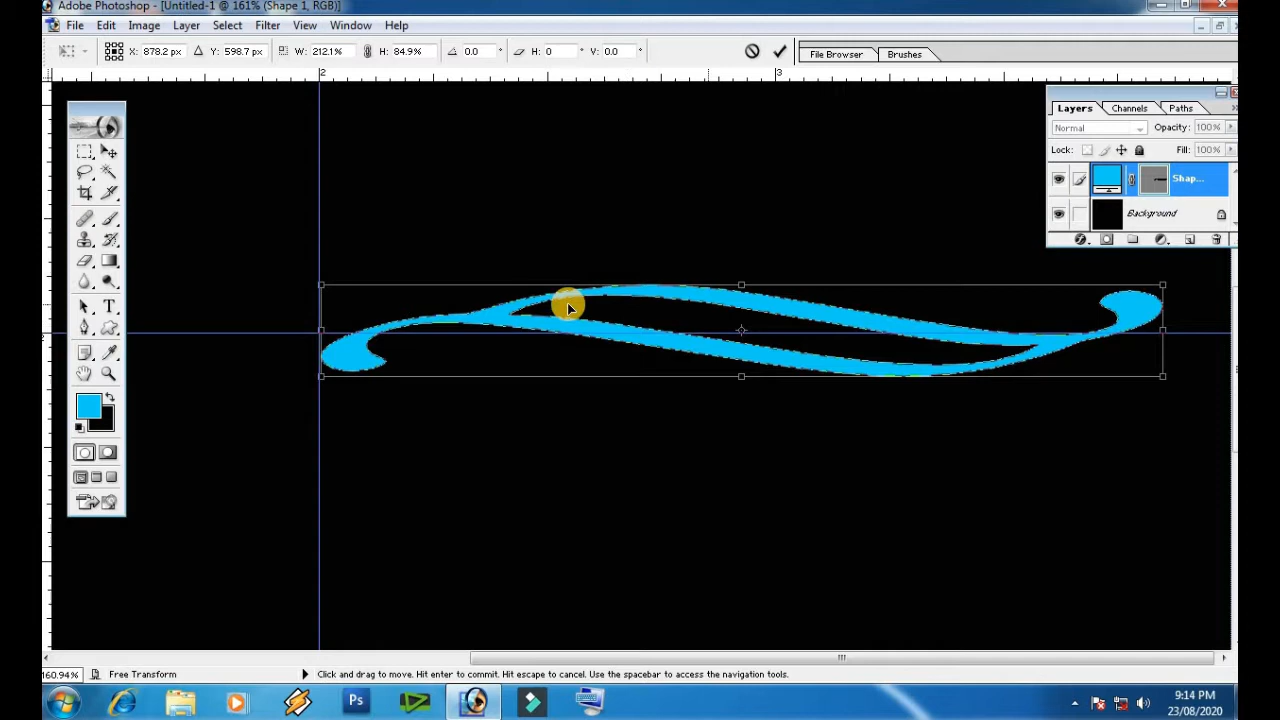 Adobe Photoshop - [Untitled-1 @ 161% (Shape 1, RGB)]
File Edit Image Layer Select Filter View Window Help
X: 878.2 px Y: 598.7 px W: 212.1% H: 84.9% 0.0 ° H: 0 ° V: 0.0 ° File Browser Brushes
2 3
Layers Channels Paths
Normal Opacity: 100%
Lock: Fill: 100%
Shap...
Background
T
160.94% Free Transform Click and drag to move. Hit enter to commit. Hit escape to cancel. Use the spacebar to access the navigation tools.
Ps
9:14 PM
23/08/2020